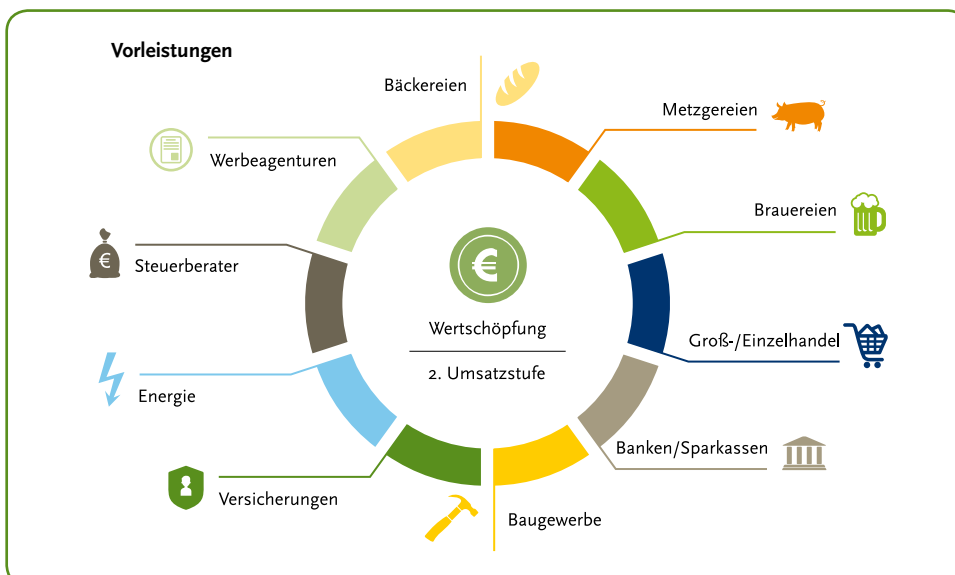 Vorleistungen
Bäckereien
Metzgereien
Werbeagenturen
Brauereien
€
Steuerberater
€
Wertschöpfung
Groß-/Einzelhandel
2. Umsatzstufe
Energie
Banken/Sparkassen
Versicherungen
Baugewerbe